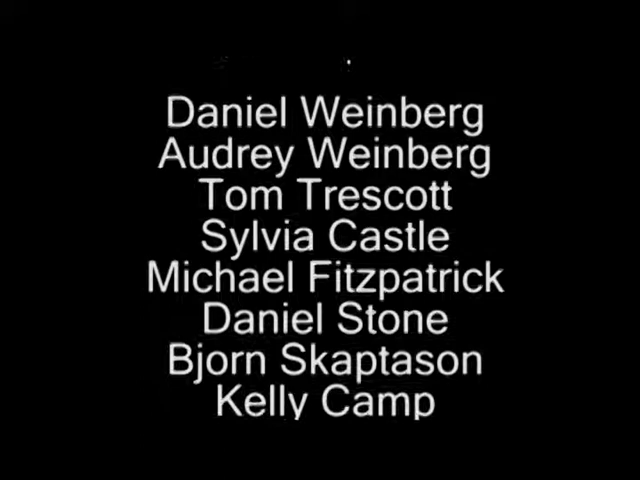 Daniel Weinberg
Audrey Weinberg
Tom Trescott
Sylvia Castle
Michael Fitzpatrick
Daniel Stone
Bjorn Skaptason
Kelly Camp